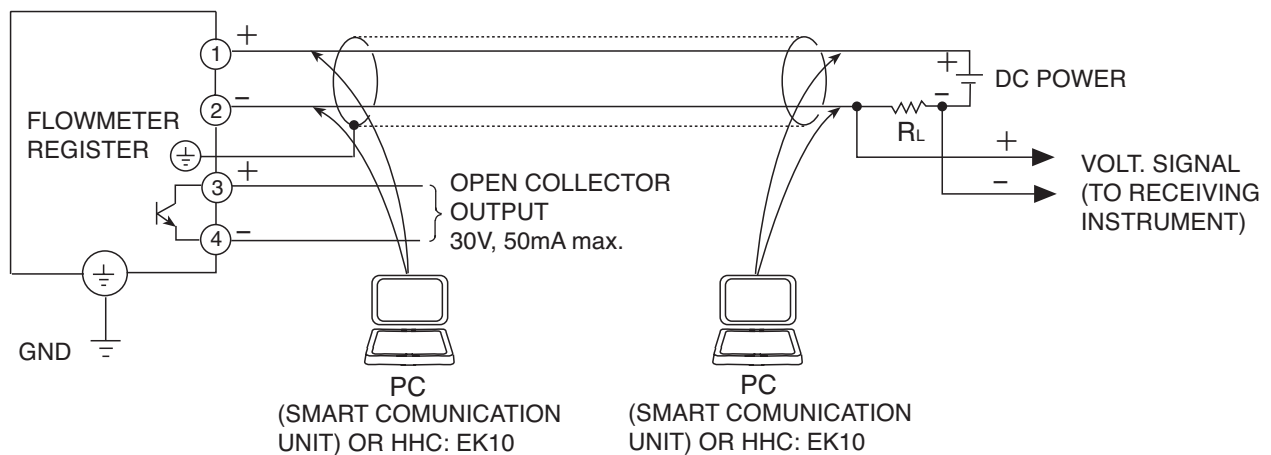 1
+
2
−
FLOWMETER
REGISTER
3
+
4
−
OPEN COLLECTOR
OUTPUT
30V, 50mA max.
GND
+
−
DC POWER
RL
+
−
VOLT. SIGNAL
(TO RECEIVING
INSTRUMENT)
PC
(SMART COMUNICATION
UNIT) OR HHC: EK10
PC
(SMART COMUNICATION
UNIT) OR HHC: EK10